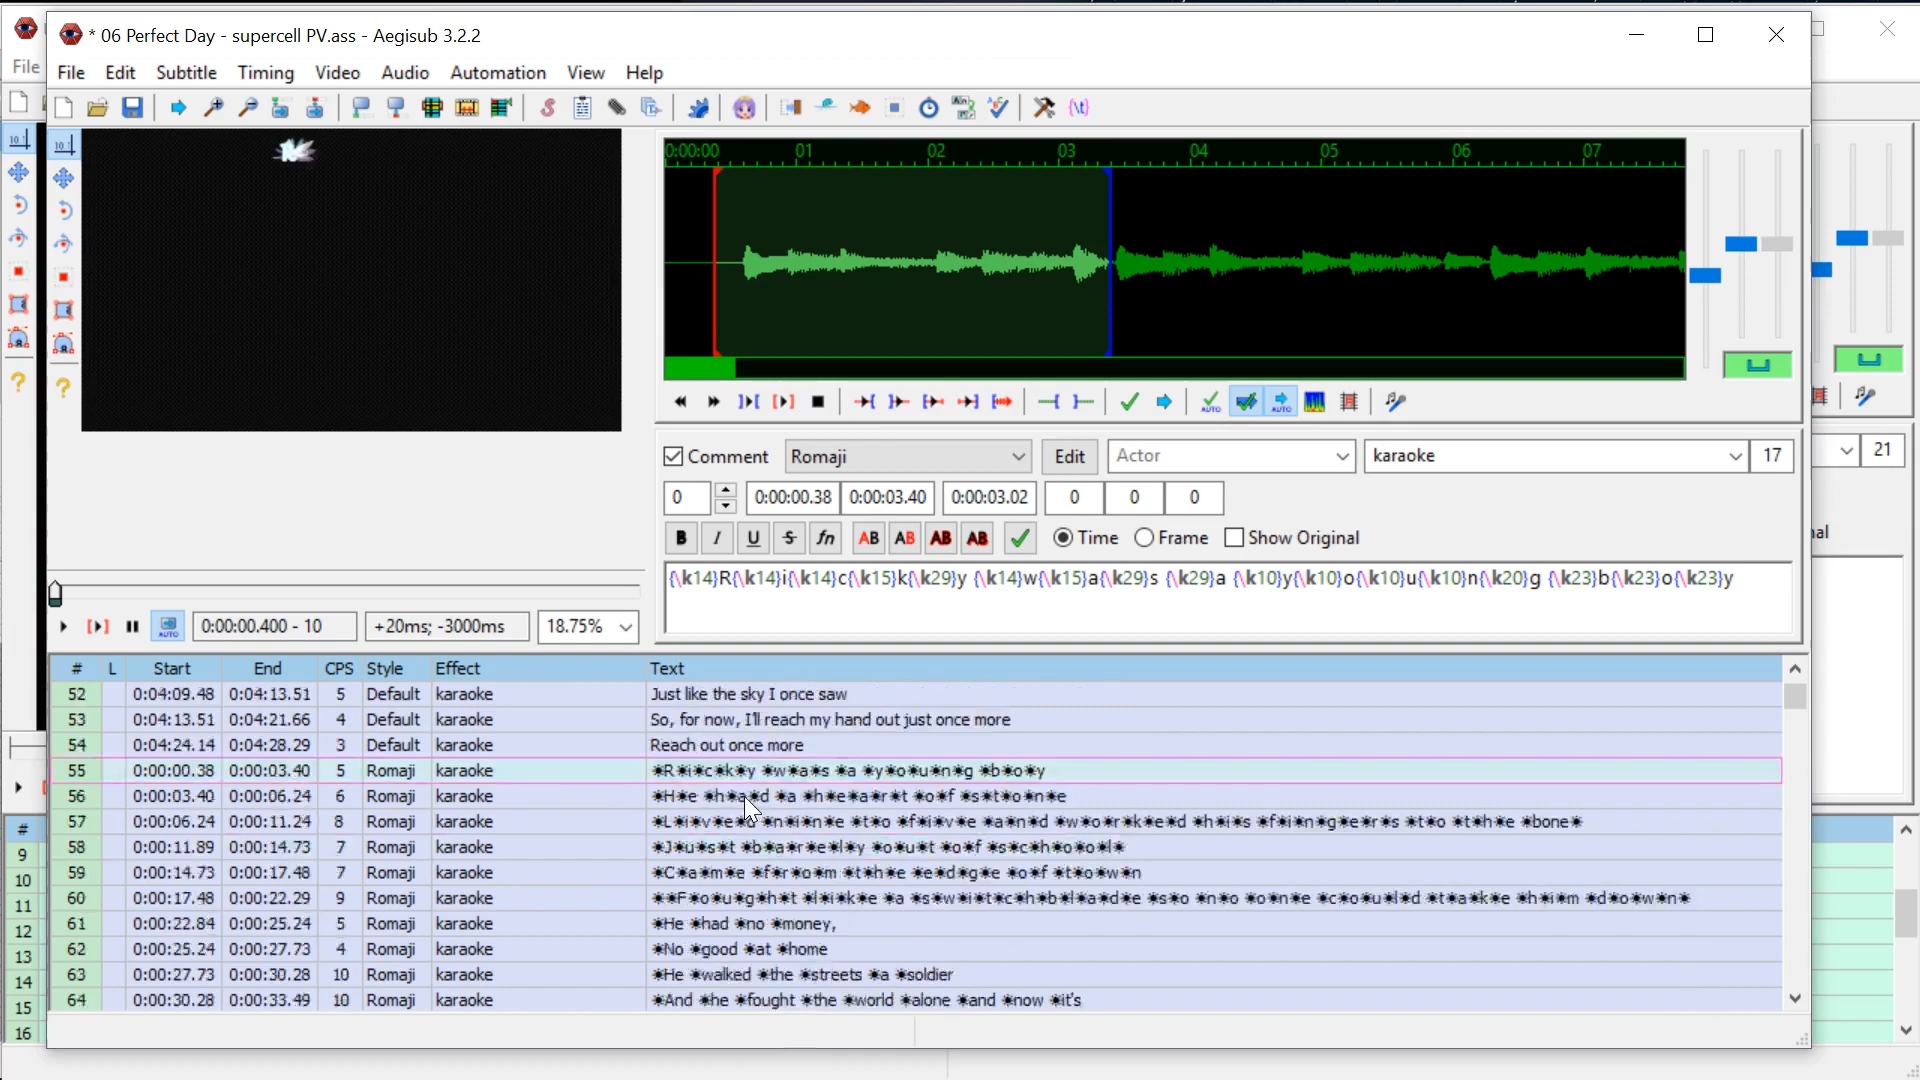 * 06 Perfect Day - supercell PV.ass - Aegisub 3.2.2
File
File Edit Subtitle Timing Video Audio Automation View Help
0:00:00 01 02 03 04 05 06 07
Comment Romaji Edit Actor karaoke 17
21
0 0:00:00.38 0:00:03.40 0:00:03.02 0 0 0
B I U S fn AB AB AB AB Time Frame Show Original
{\k14}R{\k14}i{\k14}c{\k15}k{\k29}y {\k14}w{\k15}a{\k29}s {\k29}a {\k10}y{\k10}o{\k10}u{\k10}n{\k20}g {\k23}b{\k23}o{\k23}y
0:00:00.400 - 10 +20ms; -3000ms 18.75%
# L Start End CPS Style Effect Text
52 0:04:09.48 0:04:13.51 5 Default karaoke Just like the sky I once saw
53 0:04:13.51 0:04:21.66 4 Default karaoke So, for now, I'll reach my hand out just once more
54 0:04:24.14 0:04:28.29 3 Default karaoke Reach out once more
55 0:00:00.38 0:00:03.40 5 Romaji karaoke ☀R☀i☀c☀k☀y ☀w☀a☀s ☀a ☀y☀o☀u☀n☀g ☀b☀o☀y
56 0:00:03.40 0:00:06.24 6 Romaji karaoke ☀H☀e ☀h☀a☀d ☀a ☀h☀e☀a☀r☀t ☀o☀f ☀s☀t☀o☀n☀e
57 0:00:06.24 0:00:11.24 8 Romaji karaoke ☀L☀i☀v☀e☀d ☀n☀i☀n☀e ☀t☀o ☀f☀i☀v☀e ☀a☀n☀d ☀w☀o☀r☀k☀e☀d ☀h☀i☀s ☀f☀i☀n☀g☀e☀r☀s ☀t☀o ☀t☀h☀e ☀b☀o☀n☀e☀
58 0:00:11.89 0:00:14.73 7 Romaji karaoke ☀J☀u☀s☀t ☀b☀a☀r☀e☀l☀y ☀o☀u☀t ☀o☀f ☀s☀c☀h☀o☀o☀l☀
59 0:00:14.73 0:00:17.48 7 Romaji karaoke ☀C☀a☀m☀e ☀f☀r☀o☀m ☀t☀h☀e ☀e☀d☀g☀e ☀o☀f ☀t☀o☀w☀n
60 0:00:17.48 0:00:22.29 9 Romaji karaoke ☀☀F☀o☀u☀g☀h☀t ☀l☀i☀k☀e ☀a ☀s☀w☀i☀t☀c☀h☀b☀l☀a☀d☀e ☀s☀o ☀n☀o ☀o☀n☀e ☀c☀o☀u☀l☀d ☀t☀a☀k☀e ☀h☀i☀m ☀d☀o☀w☀n☀
61 0:00:22.84 0:00:25.24 5 Romaji karaoke ☀He ☀had ☀no ☀money,
62 0:00:25.24 0:00:27.73 4 Romaji karaoke ☀No ☀good ☀at ☀home
63 0:00:27.73 0:00:30.28 10 Romaji karaoke ☀He ☀walked ☀the ☀streets ☀a ☀soldier
64 0:00:30.28 0:00:33.49 10 Romaji karaoke ☀And ☀he ☀fought ☀the ☀world ☀alone ☀and ☀now ☀it's
#
9
10
11
12
13
14
15
16